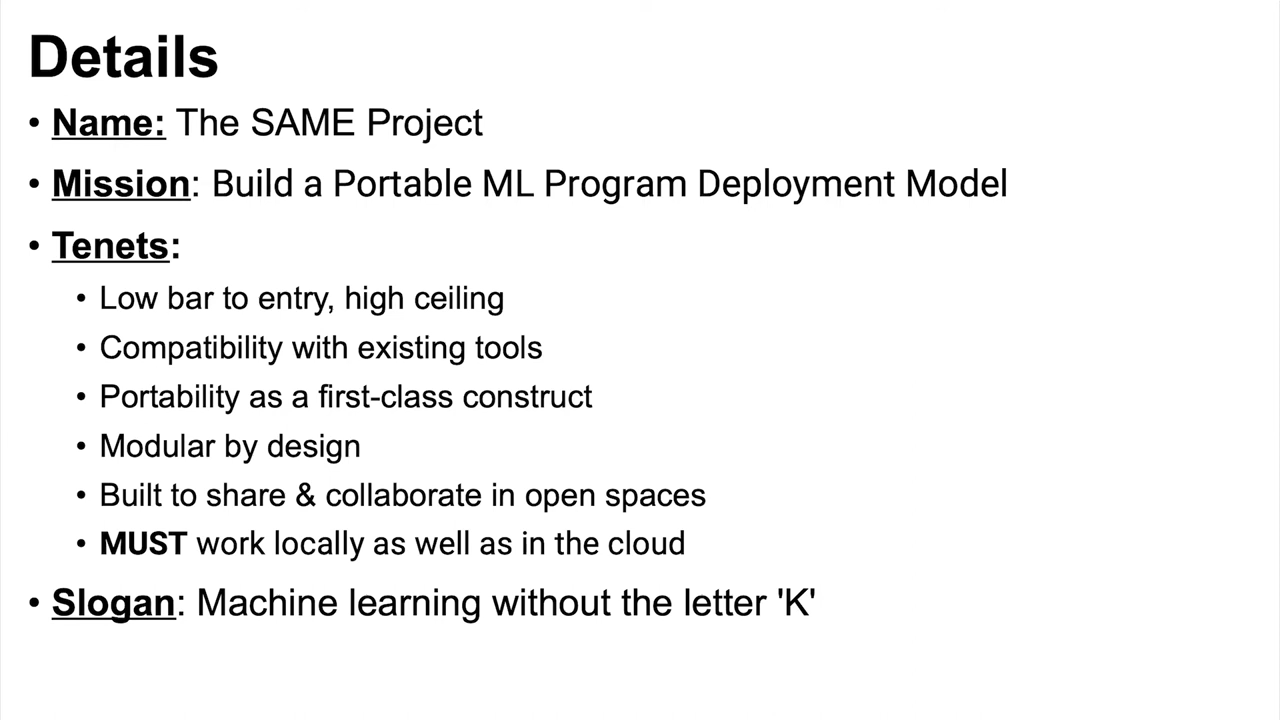 Details
• Name: The SAME Project
• Mission: Build a Portable ML Program Deployment Model
• Tenets:
• Low bar to entry, high ceiling
• Compatibility with existing tools
• Portability as a first-class construct
• Modular by design
• Built to share & collaborate in open spaces
• MUST work locally as well as in the cloud
• Slogan: Machine learning without the letter 'K'